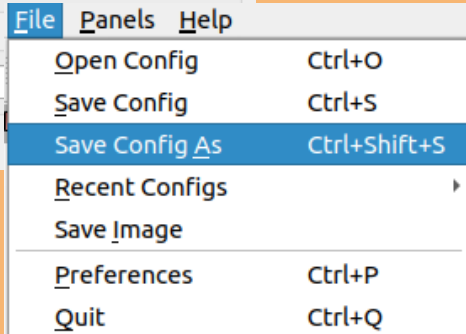 File Panels Help
Open Config Ctrl+O
Save Config Ctrl+S
Save Config As Ctrl+Shift+S
Recent Configs
Save Image
Preferences Ctrl+P
Quit Ctrl+Q